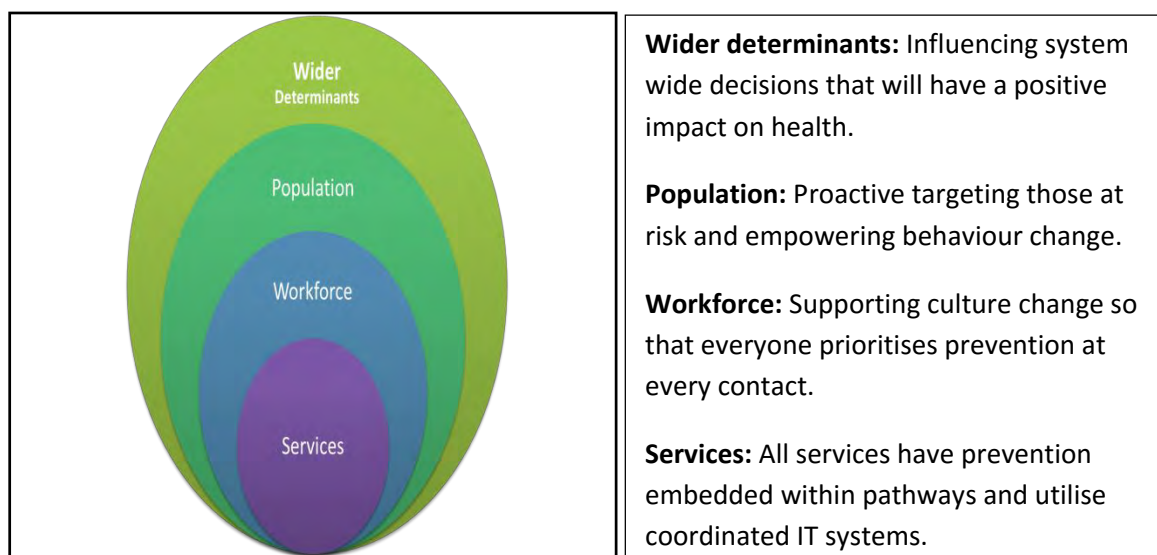 Wider
Determinants
Population
Workforce
Services
Wider determinants: Influencing system
wide decisions that will have a positive
impact on health.
Population: Proactive targeting those at
risk and empowering behaviour change.
Workforce: Supporting culture change so
that everyone prioritises prevention at
every contact.
Services: All services have prevention
embedded within pathways and utilise
coordinated IT systems.